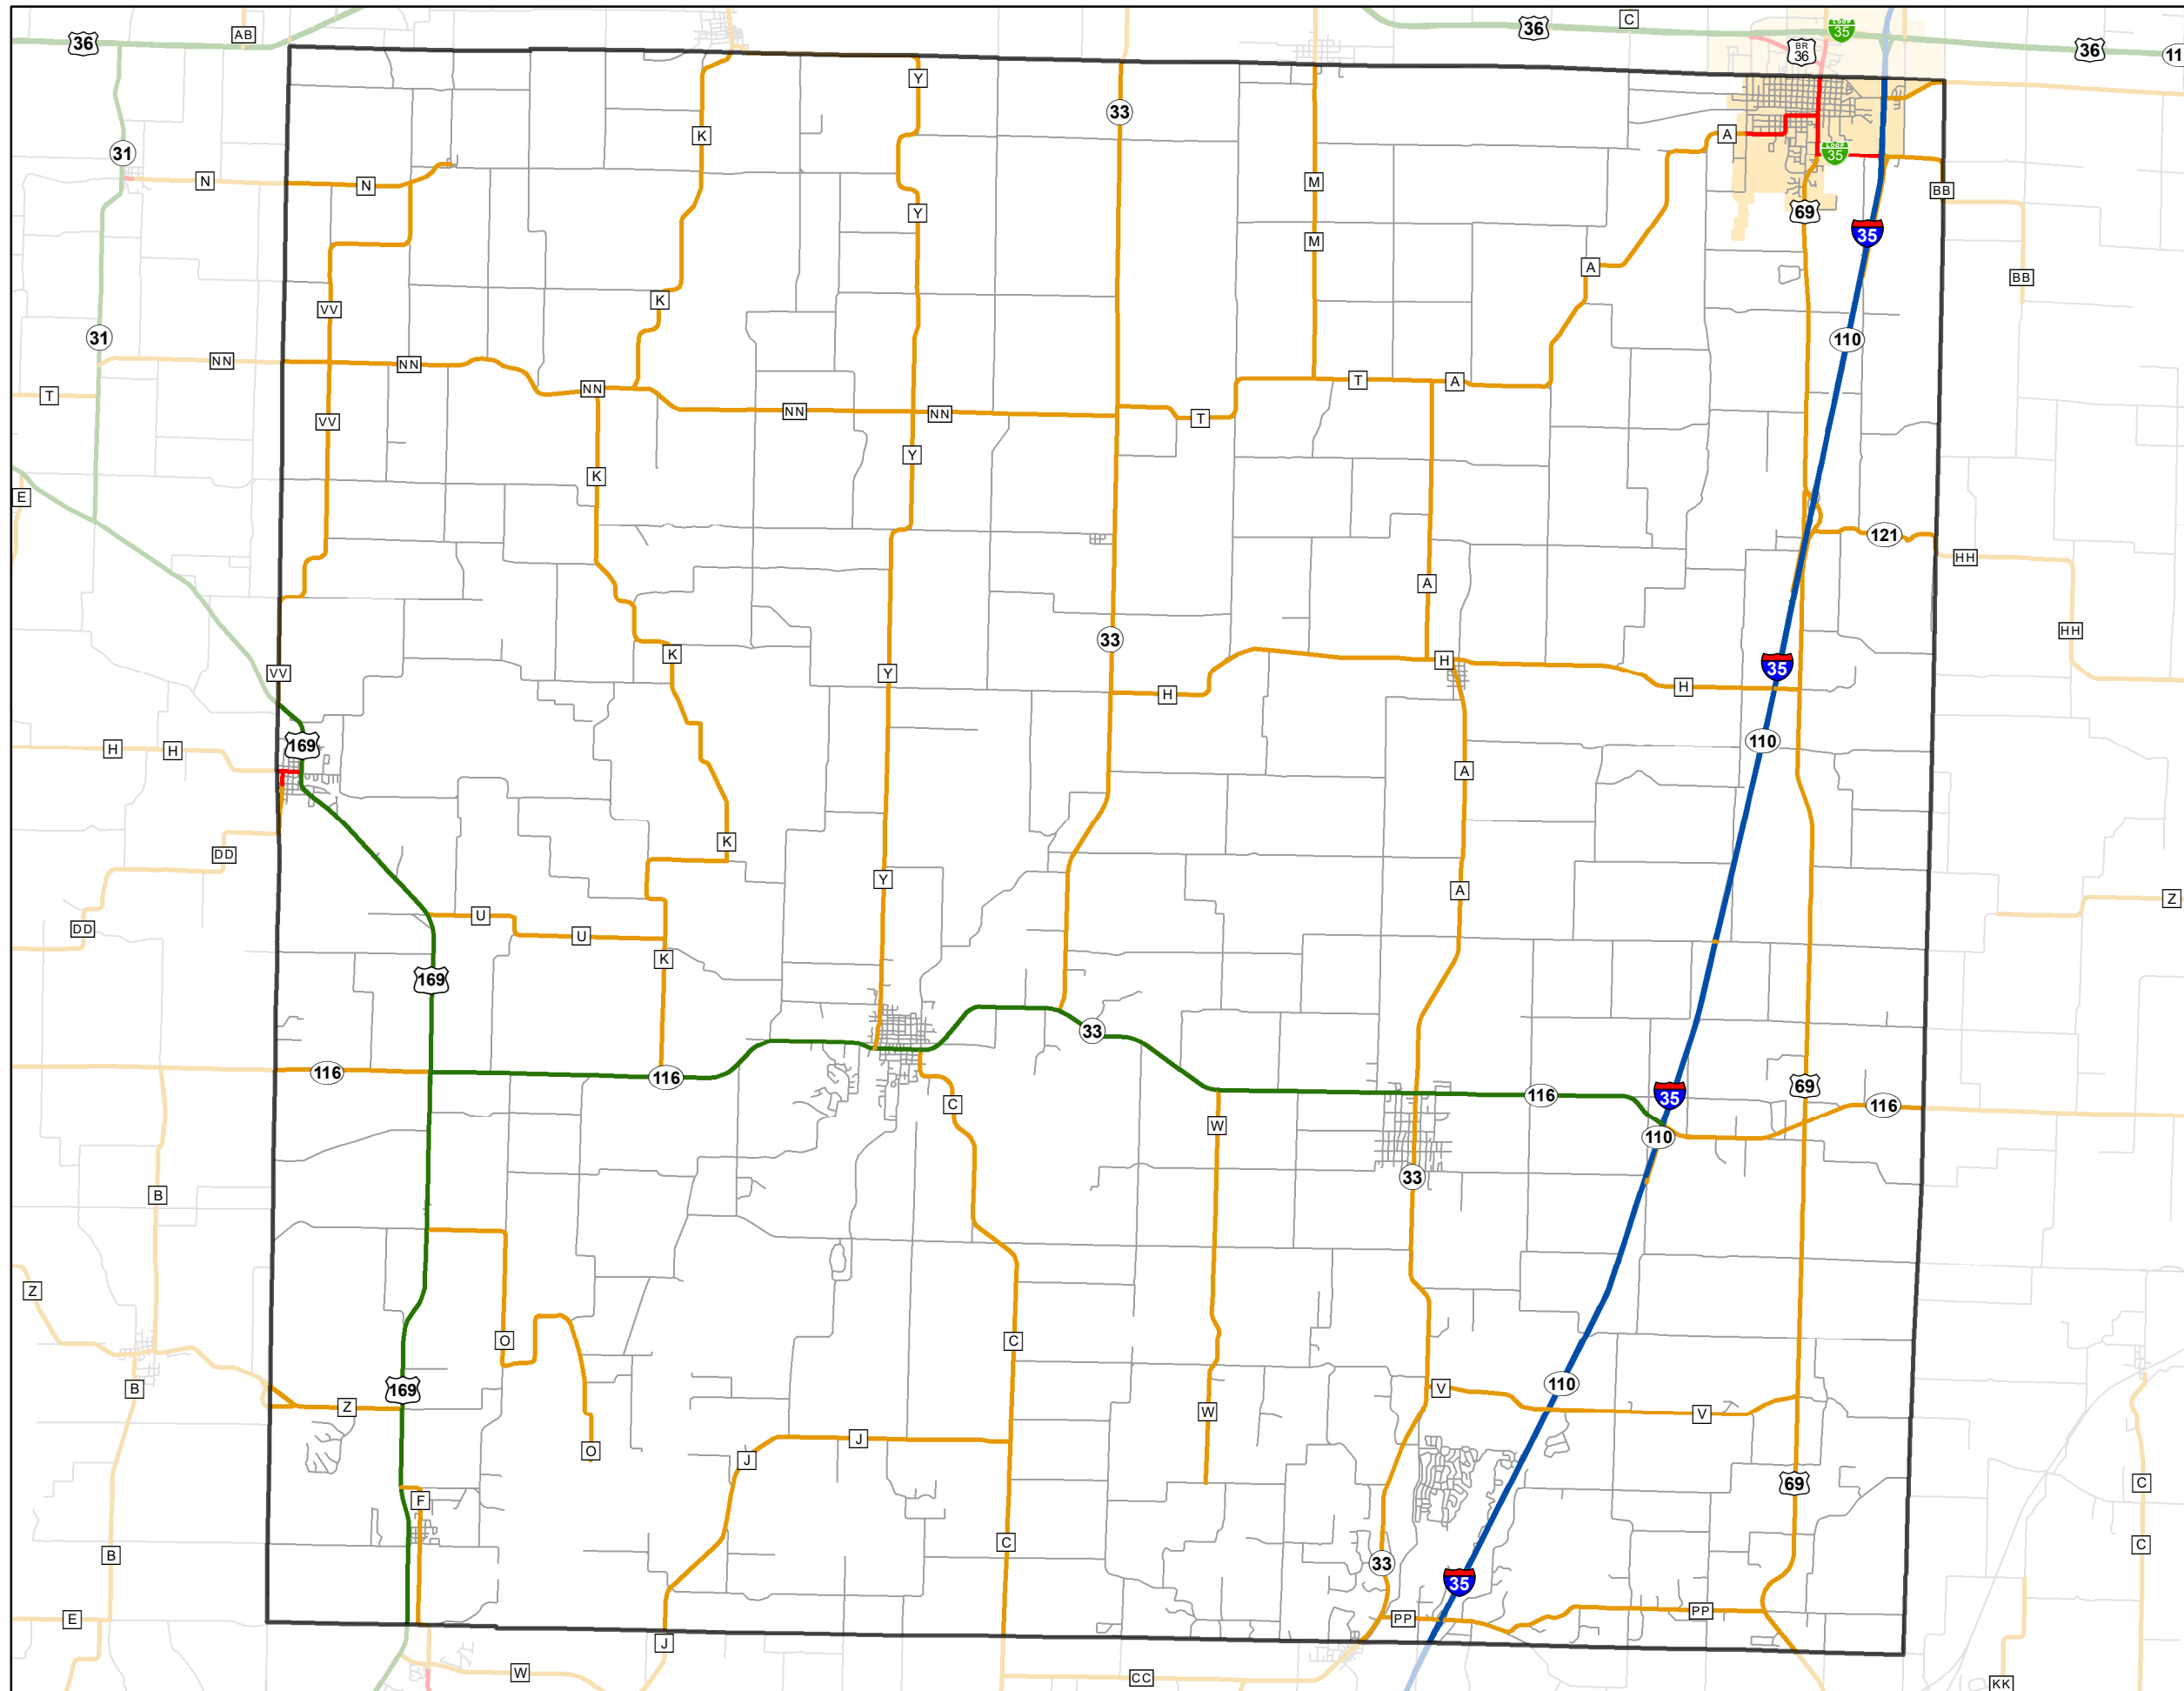 36
AB
36
C
LOOP
35
BR
36
36
11
Y
33
K
A
31
LOOP
35
N
N
M
BB
Y
69
35
M
A
BB
K
VV
31
110
NN
NN
T
A
NN
T
NN
NN
T
VV
Y
K
E
121
HH
A
HH
33
K
H
35
VV
Y
H
H
110
169
H
H
A
K
DD
Y
A
Z
U
DD
U
K
169
33
116
116
69
35
116
C
116
W
110
33
B
Z
O
C
110
B
169
V
Z
W
V
J
O
J
C
69
F
C
C
B
33
35
E
PP
PP
J
W
CC
KK